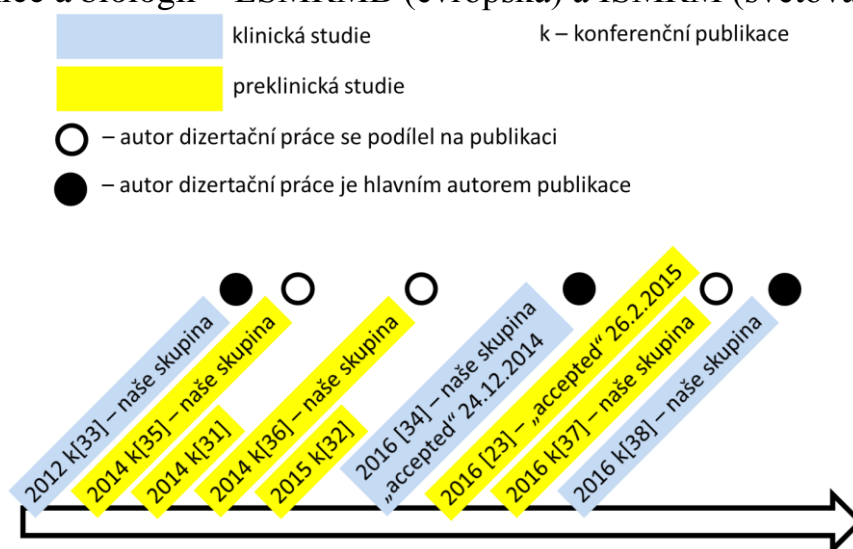 a biologii – ESMRMB (evropská) a ISMRM
klinická studie
k – konferenční publikace
preklinická studie
– autor dizertační práce se podílel na publikaci
– autor dizertační práce je hlavním autorem publikace
2012 k[33] – naše skupina
2014 k[35] – naše skupina
2014 k[31]
2014 k[36] – naše skupina
2015 k[32]
2016 [34] – naše skupina
„accepted“ 24.12.2014
2016 [23] – „accepted“ 26.2.2015
2016 k[37] – naše skupina
2016 k[38] – naše skupina